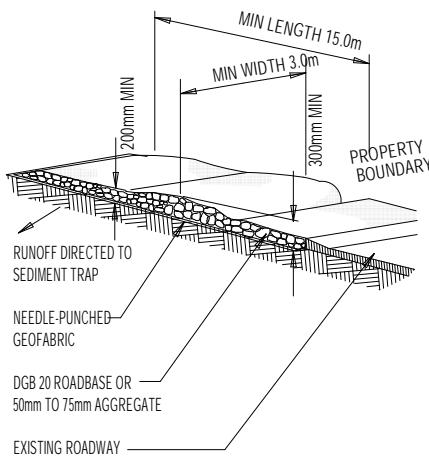 MIN LENGTH 15.0m
MIN WIDTH 3.0m
200mm MIN
300mm MIN
PROPERTY
BOUNDARY
RUNOFF DIRECTED TO
SEDIMENT TRAP
NEEDLE-PUNCHED
GEOFABRIC
DGB 20 ROADBASE OR
50mm TO 75mm AGGREGATE
EXISTING ROADWAY